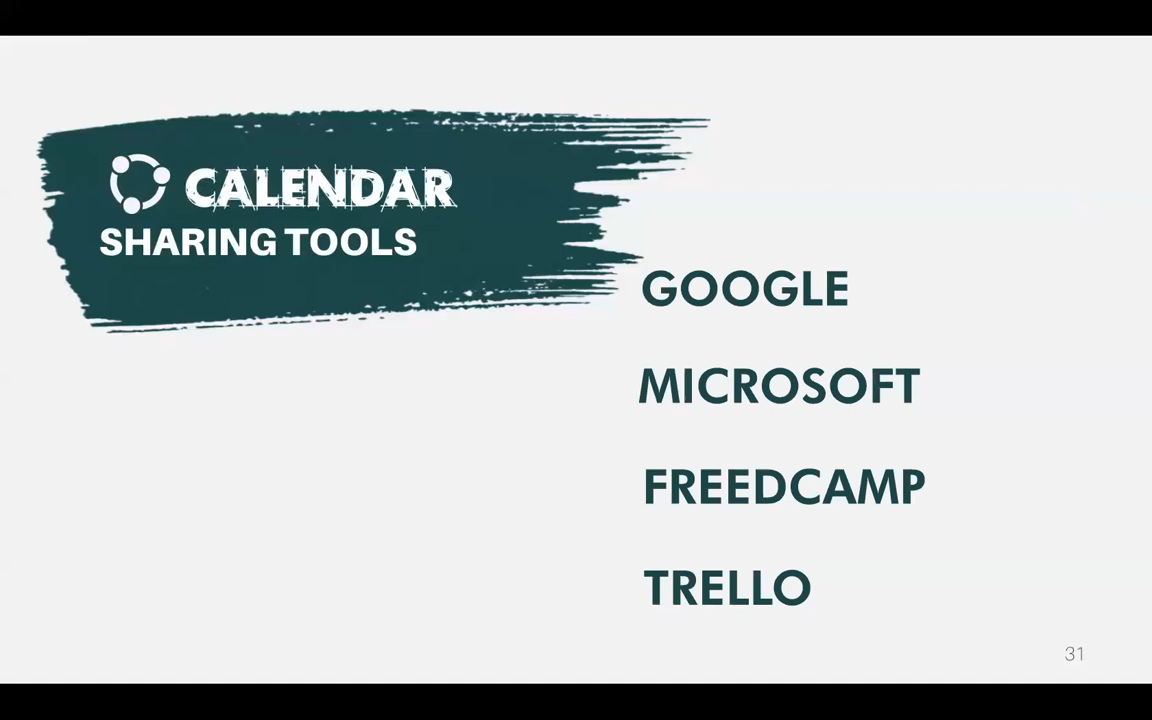 CALENDAR
SHARING TOOLS
GOOGLE
MICROSOFT
FREEDCAMP
TRELLO
31